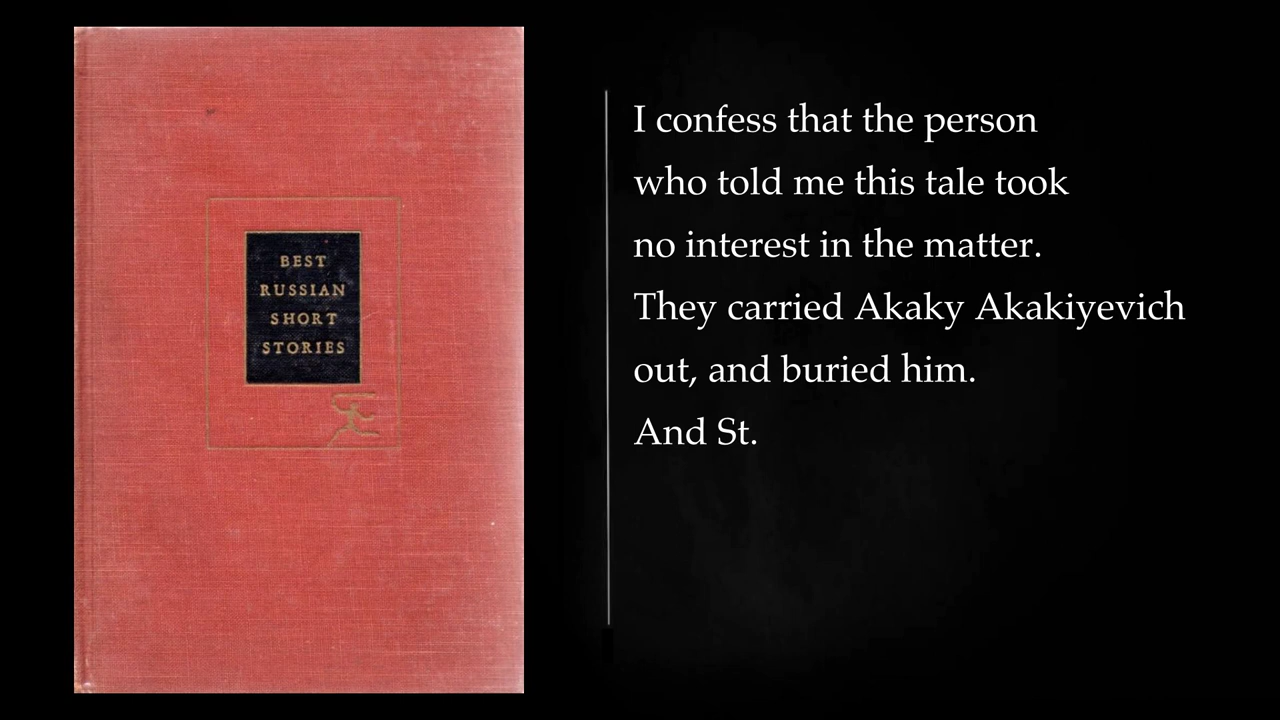 BEST
RUSSIAN
SHORT
STORIES
I confess that the person
who told me this tale took
no interest in the matter.
They carried Akaky Akakiyevich
out, and buried him.
And St.